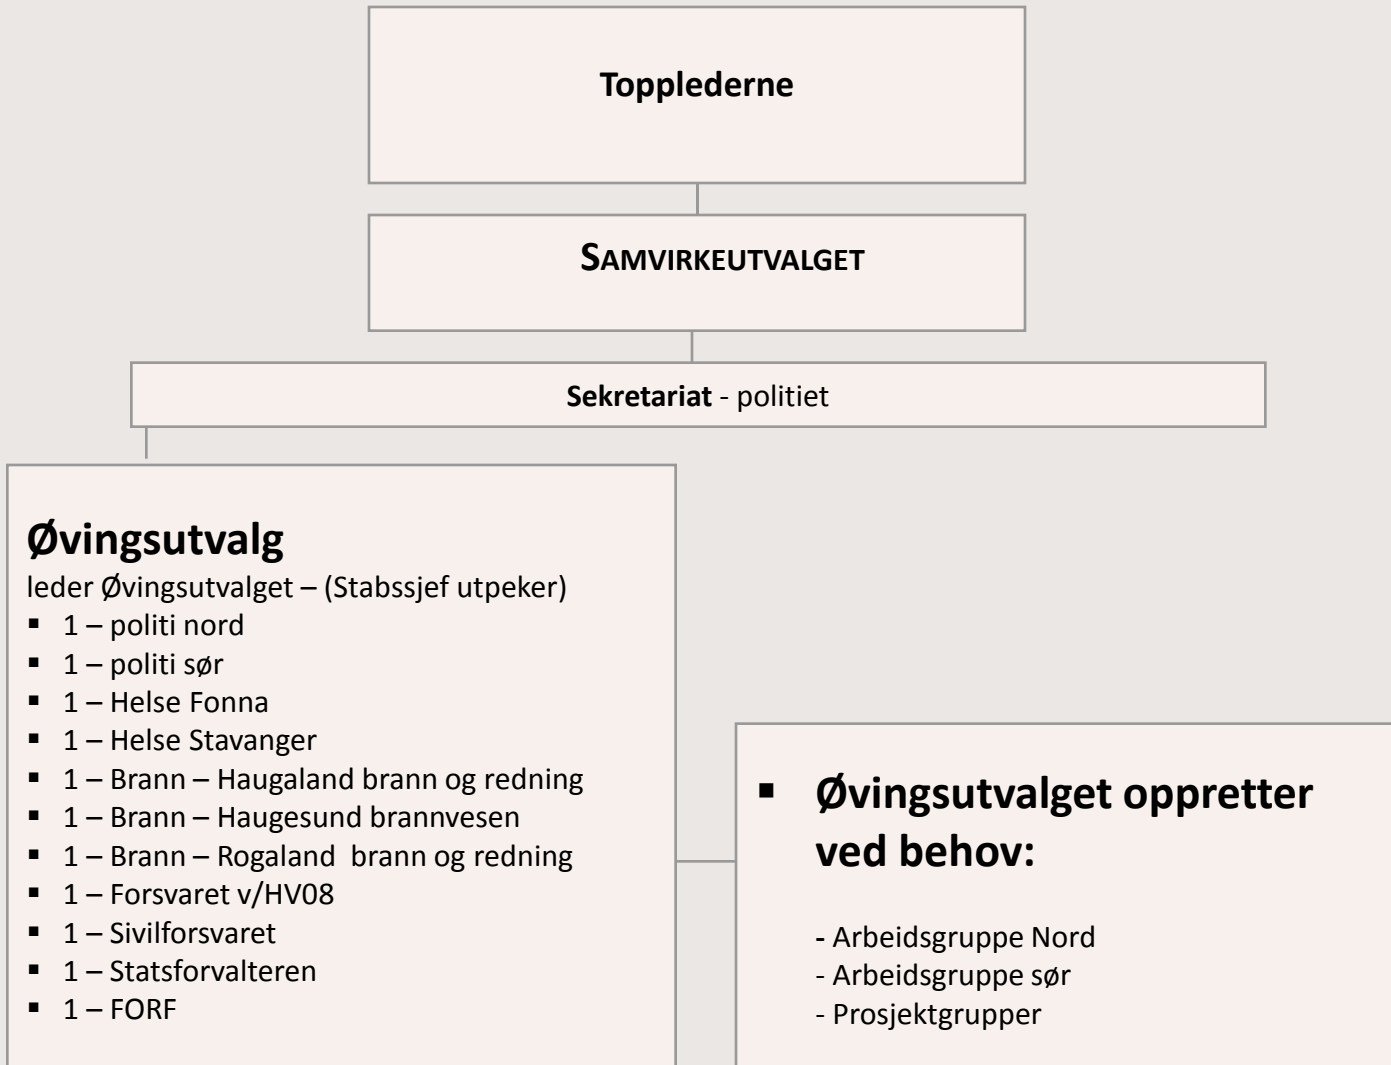 Topplederne
SAMVIRKEUTVALGET
Sekretariat - politiet
Øvingsutvalg
leder Øvingsutvalget – (Stabssjef utpeker)
▪ 1 – politi nord
▪ 1 – politi sør
▪ 1 – Helse Fonna
▪ 1 – Helse Stavanger
▪ 1 – Brann – Haugaland brann og redning
▪ 1 – Brann – Haugesund brannvesen
▪ 1 – Brann – Rogaland  brann og redning
▪ 1 – Forsvaret v/HV08
▪ 1 – Sivilforsvaret
▪ 1 – Statsforvalteren
▪ 1 – FORF
▪ Øvingsutvalget oppretter
ved behov:
- Arbeidsgruppe Nord
- Arbeidsgruppe sør
- Prosjektgrupper